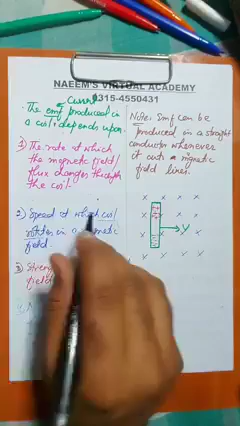 NAEEM'S VIRTUAL ACADEMY
0315-4550431
Current
. The emf produced in
a coil depends upon.
1) The rate at which
the magnetic field/
flux changes through
the coil.
2) Speed at which coil
rotates in a magnetic
field.
3)
field
Note: Emf can be
produced in a straight
conductor whenever
it cuts a magnetic
field lines.
x x x x
x x x
x x x
V
x x x x